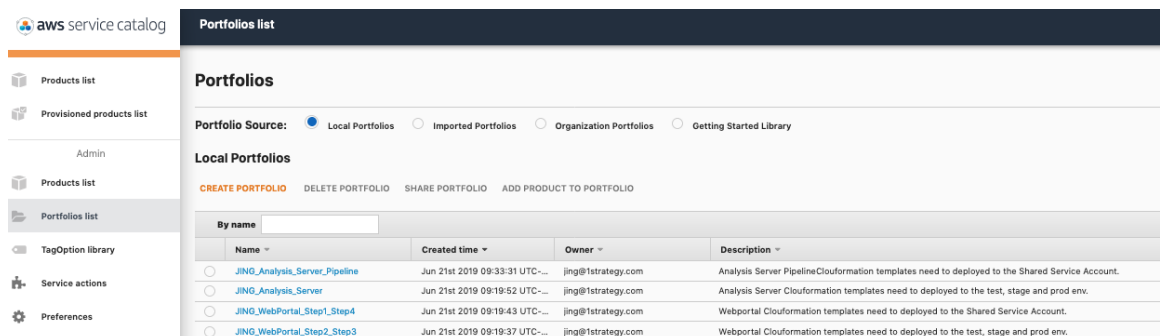 aws service catalog
Portfolios list
Products list
Provisioned products list
Admin
Products list
Portfolios list
TagOption library
Service actions
Preferences
Portfolios
Portfolio Source: Local Portfolios Imported Portfolios Organization Portfolios Getting Started Library
Local Portfolios
CREATE PORTFOLIO DELETE PORTFOLIO SHARE PORTFOLIO ADD PRODUCT TO PORTFOLIO
By name
Name Created time Owner Description
JING_Analysis_Server_Pipeline Jun 21st 2019 09:33:31 UTC-... jing@1strategy.com Analysis Server PipelineClouformation templates need to deployed to the Shared Service Account.
JING_Analysis_Server Jun 21st 2019 09:19:52 UTC-... jing@1strategy.com Analysis Server Clouformation templates need to deployed to the test, stage and prod env.
JING_WebPortal_Step1_Step4 Jun 21st 2019 09:19:43 UTC-... jing@1strategy.com Webportal Clouformation templates need to deployed to the Shared Service Account.
JING_WebPortal_Step2_Step3 Jun 21st 2019 09:19:37 UTC-... jing@1strategy.com Webportal Clouformation templates need to deployed to the test, stage and prod env.